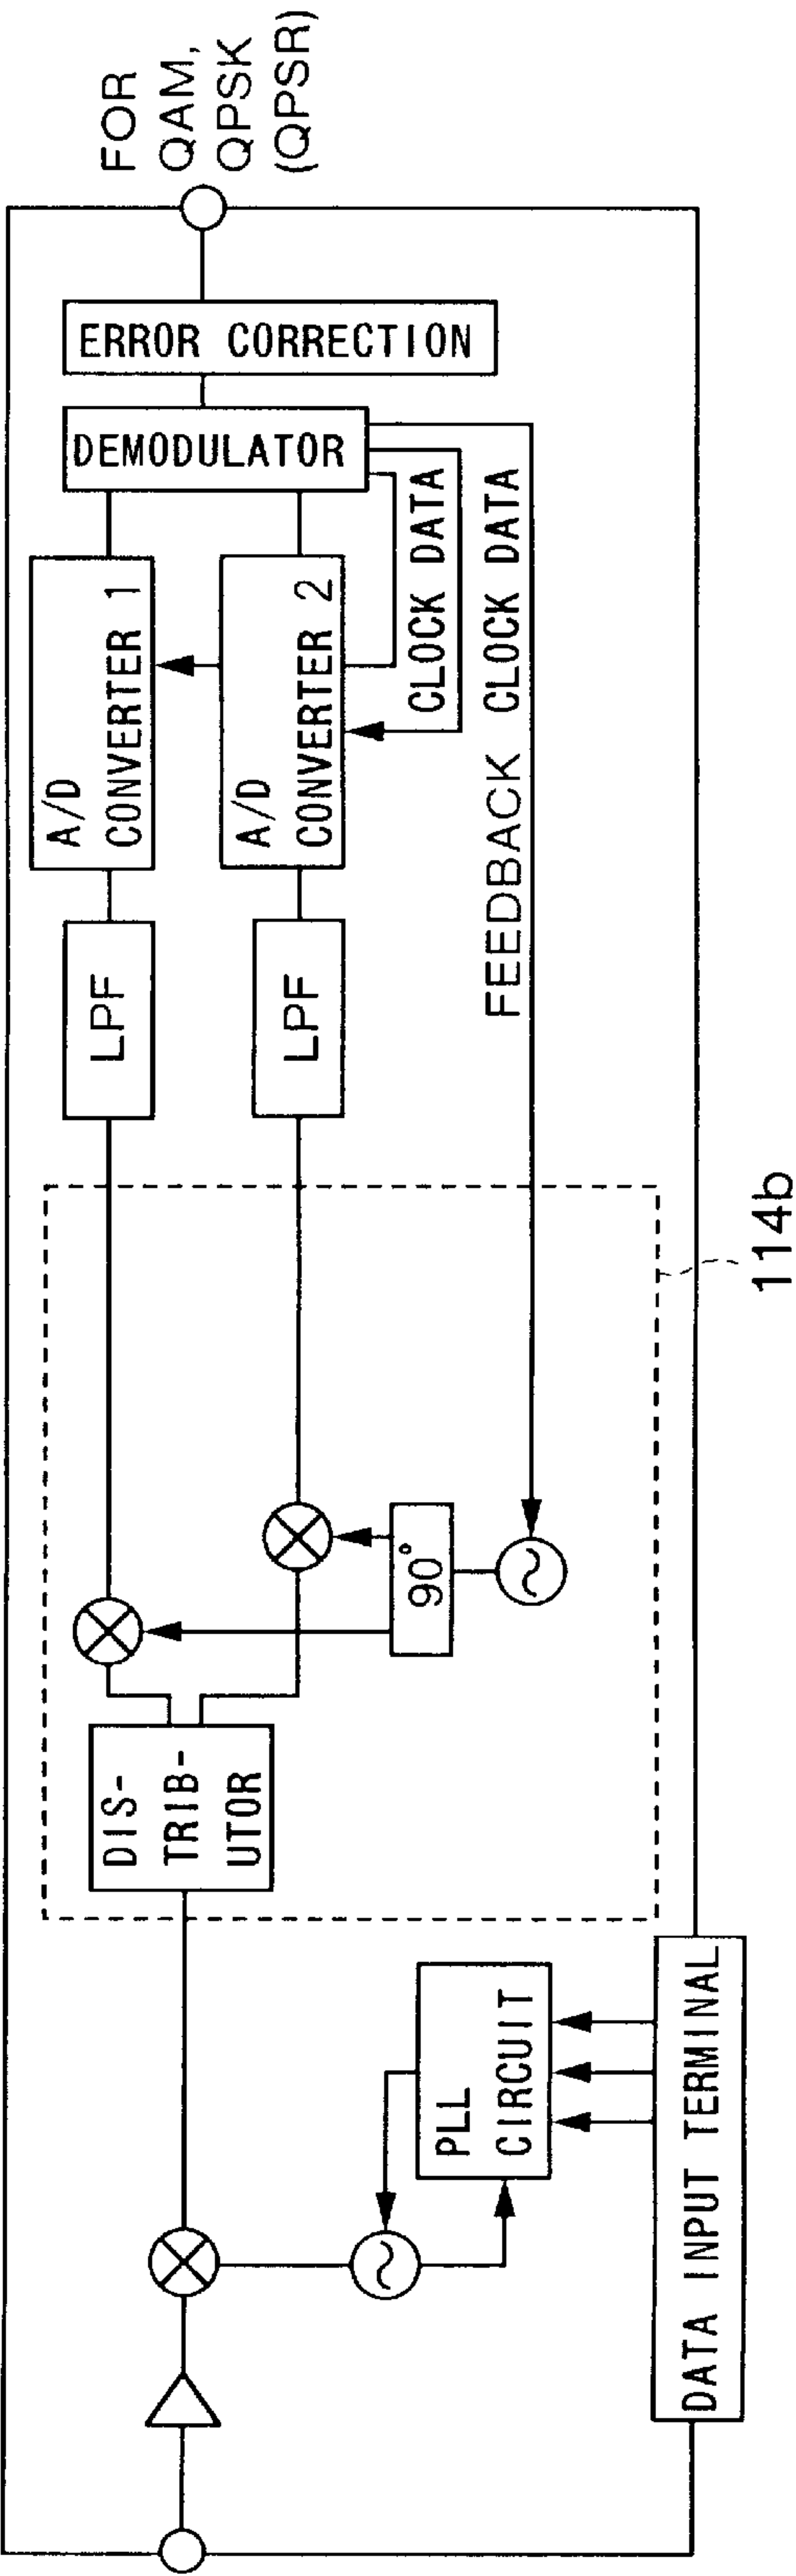 FOR
QAM,
QPSK
(QPSR)
ERROR CORRECTION
DEMODULATOR
A/D
CONVERTER 1
A/D
CONVERTER 2
CLOCK DATA
FEEDBACK CLOCK DATA
LPF
LPF
90°
DIS-
TRIB-
UTOR
114b
PLL
CIRCUIT
DATA INPUT TERMINAL